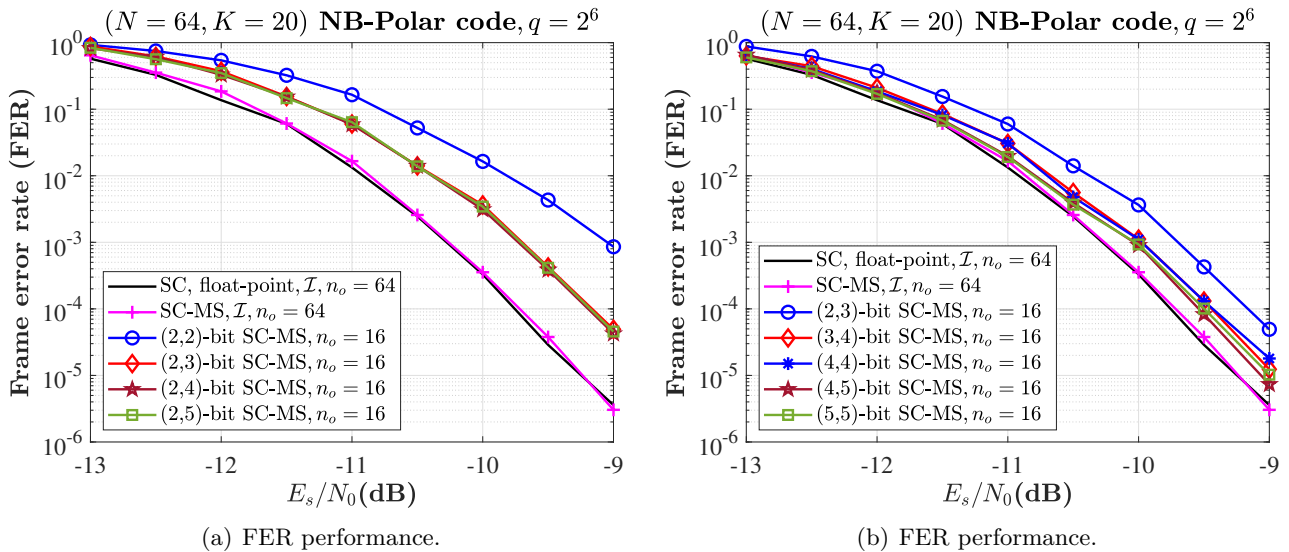 (N = 64, K = 20) NB-Polar code, q = 2^6
10^0
10^-1
10^-2
10^-3
10^-4
10^-5
10^-6
Frame error rate (FER)
SC, float-point, ℐ, n_o = 64
SC-MS, ℐ, n_o = 64
(2,2)-bit SC-MS, n_o = 16
(2,3)-bit SC-MS, n_o = 16
(2,4)-bit SC-MS, n_o = 16
(2,5)-bit SC-MS, n_o = 16
-13 -12 -11 -10 -9
E_s/N_0(dB)
(a) FER performance.
(N = 64, K = 20) NB-Polar code, q = 2^6
10^0
10^-1
10^-2
10^-3
10^-4
10^-5
10^-6
Frame error rate (FER)
SC, float-point, ℐ, n_o = 64
SC-MS, ℐ, n_o = 64
(2,3)-bit SC-MS, n_o = 16
(3,4)-bit SC-MS, n_o = 16
(4,4)-bit SC-MS, n_o = 16
(4,5)-bit SC-MS, n_o = 16
(5,5)-bit SC-MS, n_o = 16
-13 -12 -11 -10 -9
E_s/N_0(dB)
(b) FER performance.